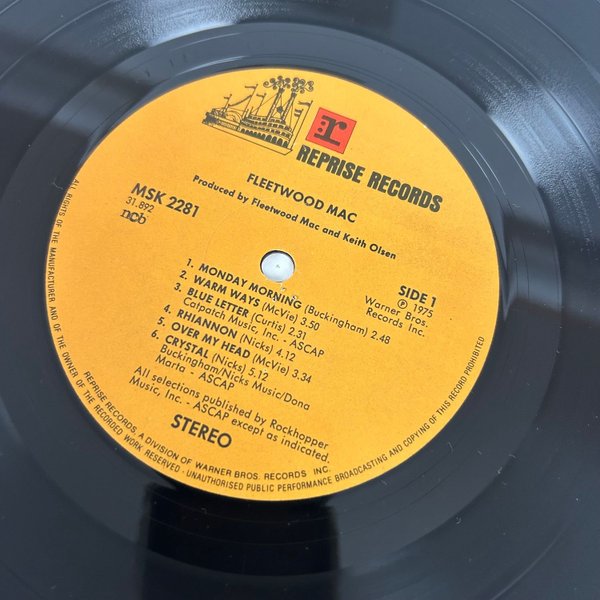 r
REPRISE RECORDS
FLEETWOOD MAC
Produced by Fleetwood Mac and Keith Olsen
MSK 2281
31.892
ncb
SIDE 1
℗ 1975
Warner Bros.
Records Inc.
1. MONDAY MORNING (Buckingham) 2.48
2. WARM WAYS (McVie) 3.50
3. BLUE LETTER (Curtis) 2.31
Catpatch Music, Inc. - ASCAP
4. RHIANNON (Nicks) 4.12
5. OVER MY HEAD (McVie) 3.34
6. CRYSTAL (Nicks) 5.12
Buckingham/Nicks Music/Dona
Marta - ASCAP
All selections published by Rockhopper
Music, Inc. - ASCAP except as indicated.
STEREO
ALL RIGHTS OF THE MANUFACTURER AND OF THE OWNER OF THE RECORDED WORK RESERVED - UNAUTHORISED PUBLIC PERFORMANCE BROADCASTING AND COPYING OF THIS RECORD PROHIBITED
REPRISE RECORDS, A DIVISION OF WARNER BROS. RECORDS INC.